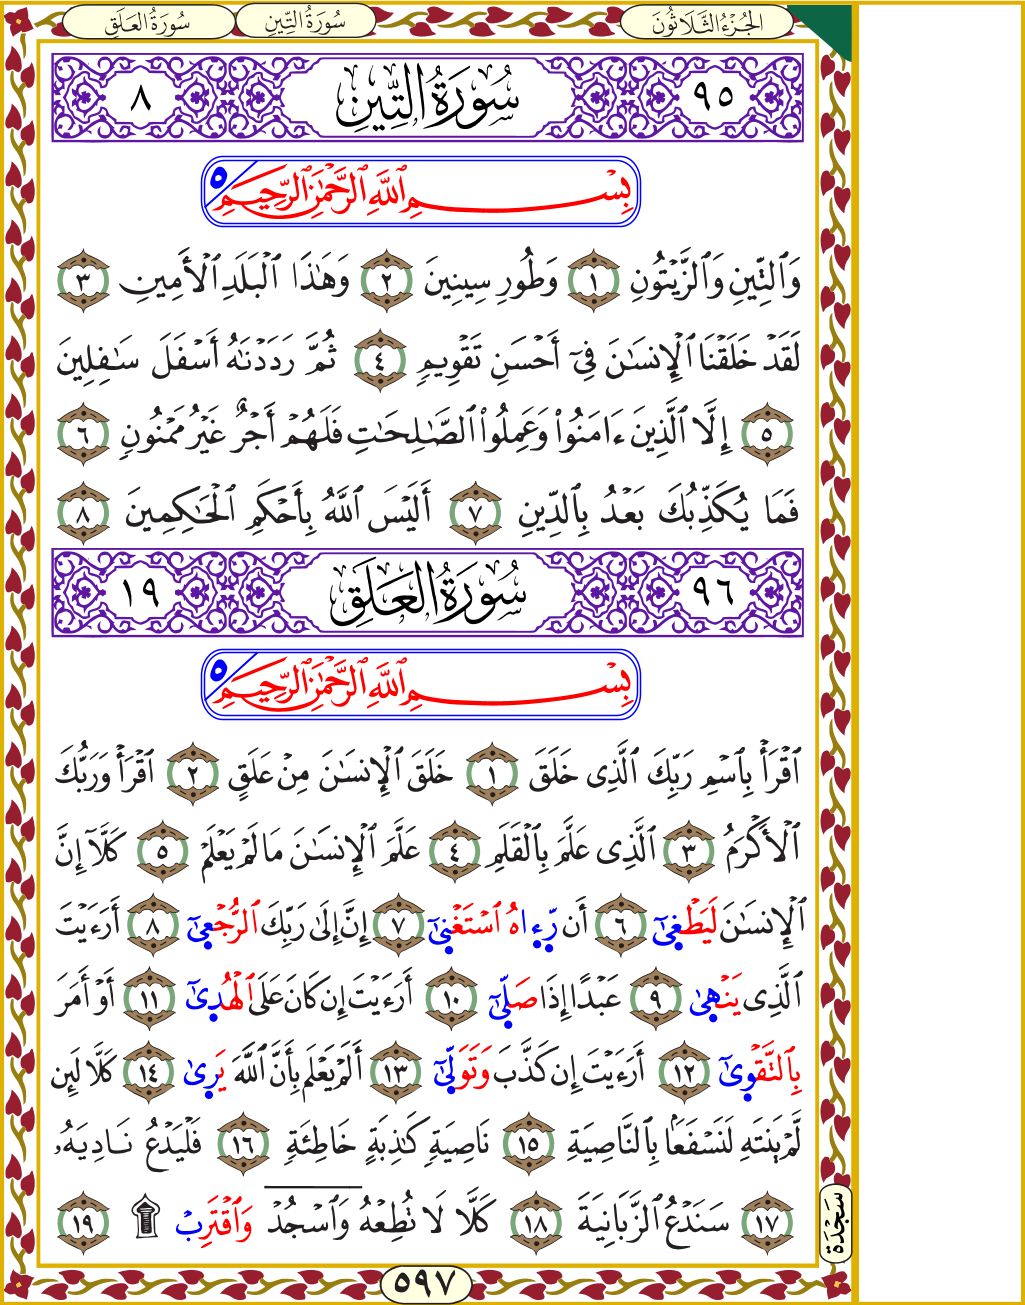 الجُزْءُ الثَّلَاثُونَ سُورَةُ التِّينِ سُورَةُ العَلَقِ
٩٥ سُورَةُ التِّينِ ٨
بِسْمِ ٱللَّهِ ٱلرَّحْمَٰنِ ٱلرَّحِيمِ ٥
وَٱلتِّينِ وَٱلزَّيْتُونِ ١ وَطُورِ سِينِينَ ٢ وَهَٰذَا ٱلْبَلَدِ ٱلْأَمِينِ ٣
لَقَدْ خَلَقْنَا ٱلْإِنسَٰنَ فِىٓ أَحْسَنِ تَقْوِيمٍ ٤ ثُمَّ رَدَدْنَٰهُ أَسْفَلَ سَٰفِلِينَ
٥ إِلَّا ٱلَّذِينَ ءَامَنُوا۟ وَعَمِلُوا۟ ٱلصَّٰلِحَٰتِ فَلَهُمْ أَجْرٌ غَيْرُ مَمْنُونٍ ٦
فَمَا يُكَذِّبُكَ بَعْدُ بِٱلدِّينِ ٧ أَلَيْسَ ٱللَّهُ بِأَحْكَمِ ٱلْحَٰكِمِينَ ٨
٩٦ سُورَةُ العَلَقِ ١٩
بِسْمِ ٱللَّهِ ٱلرَّحْمَٰنِ ٱلرَّحِيمِ ٥
ٱقْرَأْ بِٱسْمِ رَبِّكَ ٱلَّذِى خَلَقَ ١ خَلَقَ ٱلْإِنسَٰنَ مِنْ عَلَقٍ ٢ ٱقْرَأْ وَرَبُّكَ
ٱلْأَكْرَمُ ٣ ٱلَّذِى عَلَّمَ بِٱلْقَلَمِ ٤ عَلَّمَ ٱلْإِنسَٰنَ مَا لَمْ يَعْلَمْ ٥ كَلَّآ إِنَّ
ٱلْإِنسَٰنَ لَيَطْغِىٰٓ ٦ أَن رِّءِاهُ ٱسْتَغْنِىٰٓ ٧ إِنَّ إِلَىٰ رَبِّكَ ٱلرُّجْعِىٰٓ ٨ أَرَءَيْتَ
ٱلَّذِى يَنْهِىٰ ٩ عَبْدًا إِذَا صَلِّىٰٓ ١٠ أَرَءَيْتَ إِن كَانَ عَلَى ٱلْهُدِىٰٓ ١١ أَوْ أَمَرَ
بِٱلتَّقْوِىٰٓ ١٢ أَرَءَيْتَ إِن كَذَّبَ وَتَوَلِّىٰٓ ١٣ أَلَمْ يَعْلَم بِأَنَّ ٱللَّهَ يَرِىٰ ١٤ كَلَّا لَئِن
لَّمْ يَنتَهِ لَنَسْفَعًۢا بِٱلنَّاصِيَةِ ١٥ نَاصِيَةٍ كَٰذِبَةٍ خَاطِئَةٍ ١٦ فَلْيَدْعُ نَادِيَهُۥ
١٧ سَنَدْعُ ٱلزَّبَانِيَةَ ١٨ كَلَّا لَا تُطِعْهُ وَٱسْجُدْ وَٱقْتَرِبْ ۩ ١٩
سَجْدَة
٥٩٧